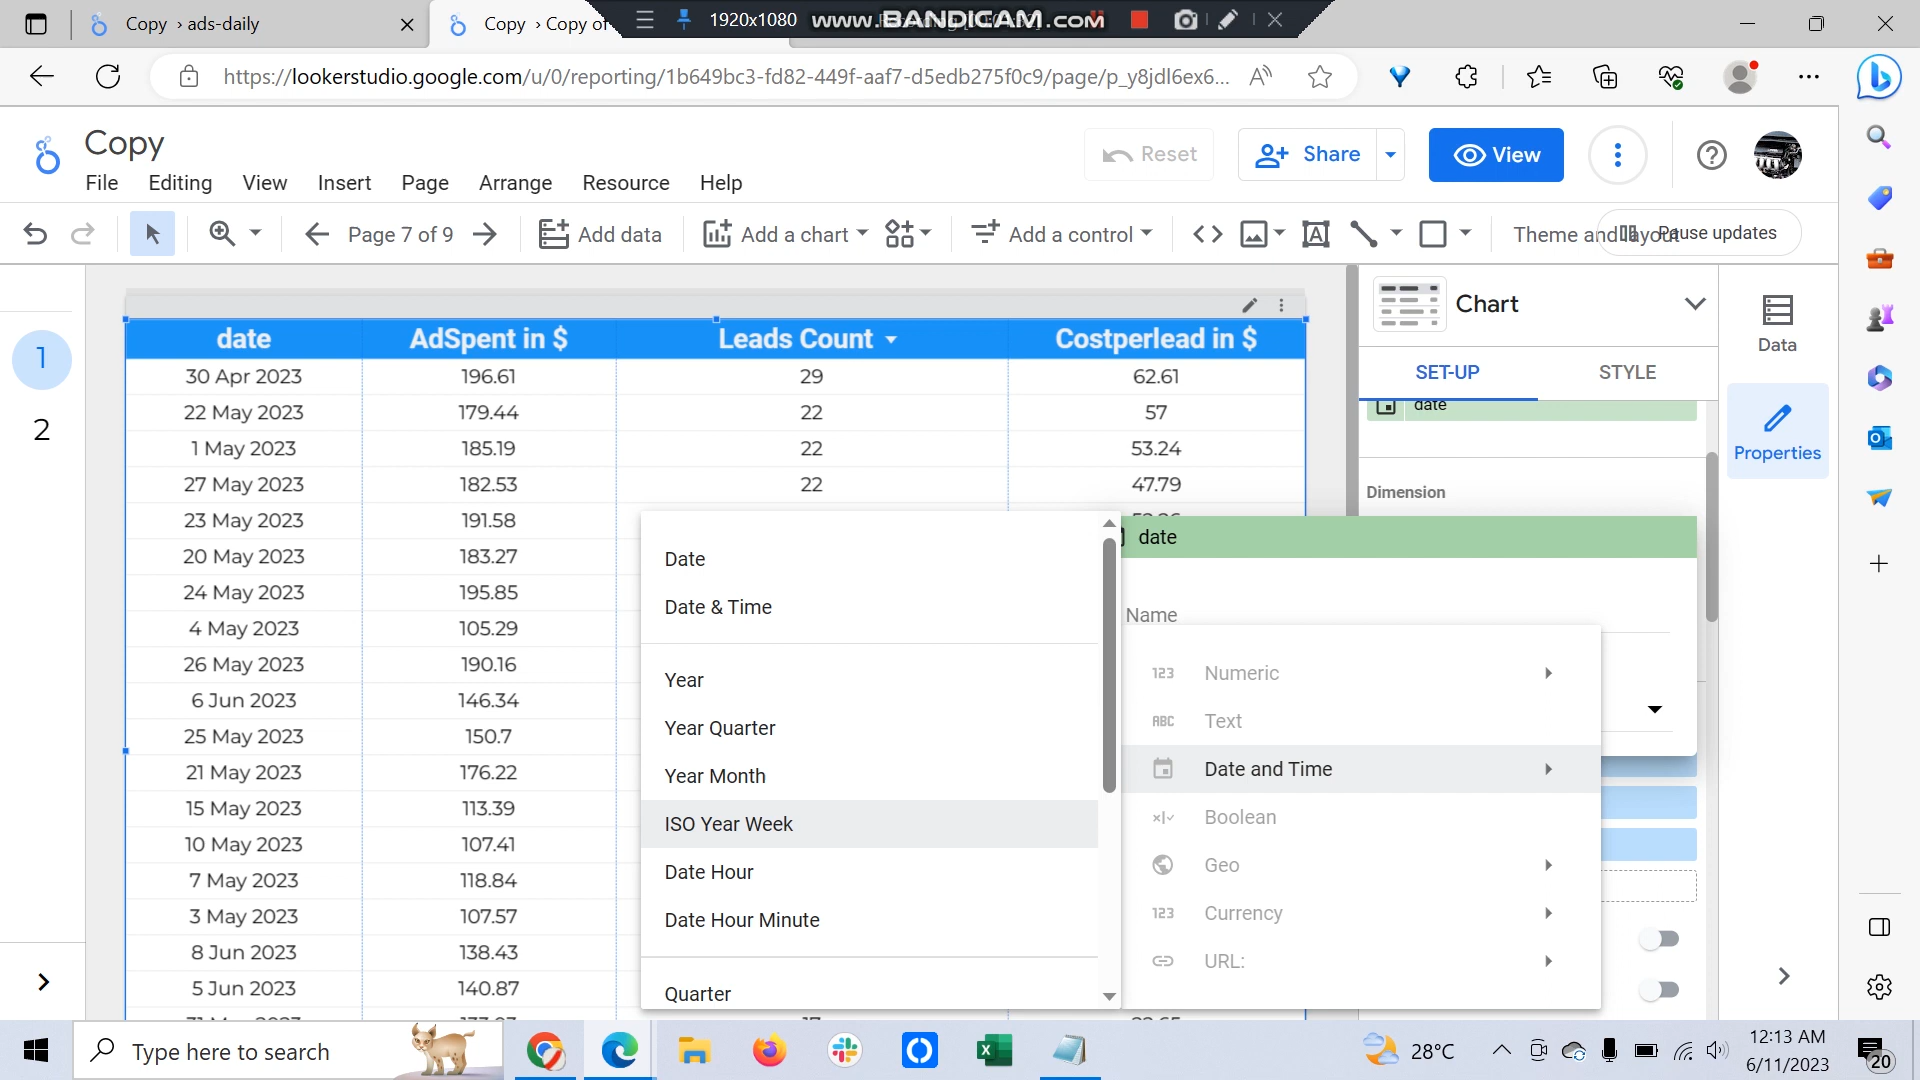 Copy › ads-daily
Copy › Copy of
1920x1080
www.BANDICAM.com
https://lookerstudio.google.com/u/0/reporting/1b649bc3-fd82-449f-aaf7-d5edb275f0c9/page/p_y8jdl6ex6...
Copy
Reset
Share
View
File Editing View Insert Page Arrange Resource Help
Page 7 of 9
Add data
Add a chart
Add a control
Theme and layout
Pause updates
1
2
date AdSpent in $ Leads Count Costperlead in $
30 Apr 2023 196.61 29 62.61
22 May 2023 179.44 22 57
1 May 2023 185.19 22 53.24
27 May 2023 182.53 22 47.79
23 May 2023 191.58
20 May 2023 183.27
24 May 2023 195.85
4 May 2023 105.29
26 May 2023 190.16
6 Jun 2023 146.34
25 May 2023 150.7
21 May 2023 176.22
15 May 2023 113.39
10 May 2023 107.41
7 May 2023 118.84
3 May 2023 107.57
8 Jun 2023 138.43
5 Jun 2023 140.87
Date
Date & Time
Year
Year Quarter
Year Month
ISO Year Week
Date Hour
Date Hour Minute
Quarter
Chart
SET-UP STYLE
date
Dimension
date
Name
123 Numeric
ABC Text
Date and Time
Boolean
Geo
123 Currency
URL:
Data
Properties
Type here to search
28°C
12:13 AM
6/11/2023
20